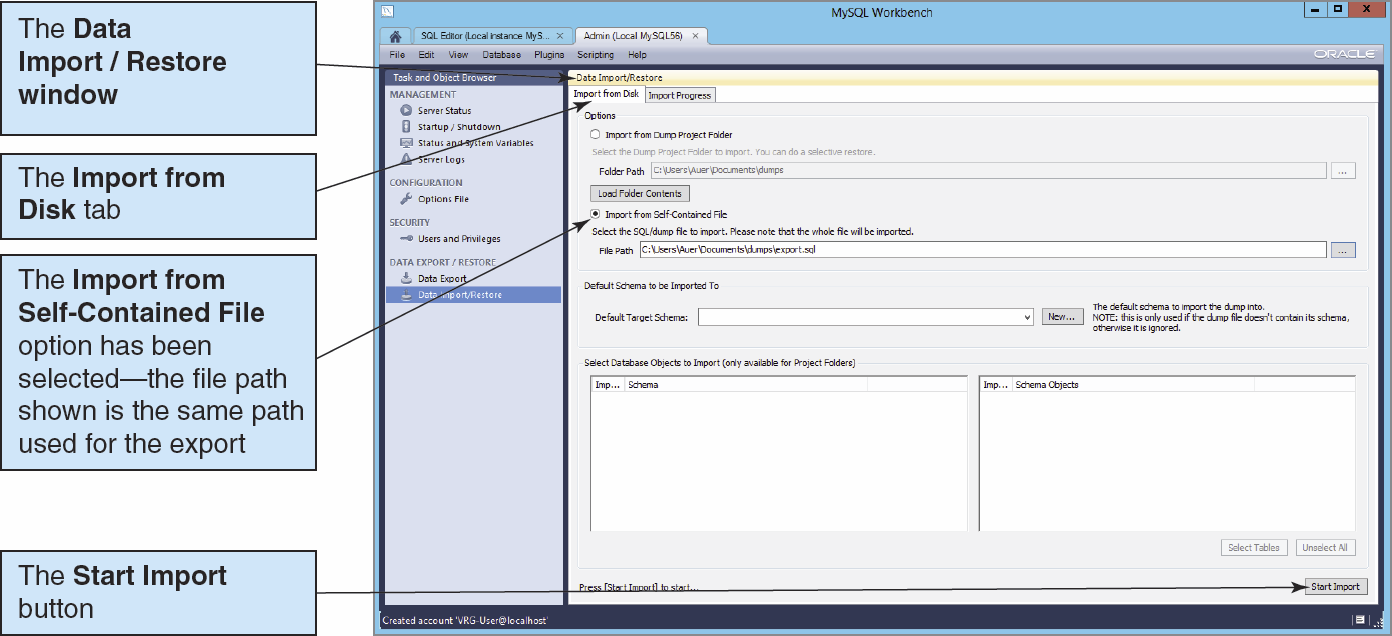 The Data
Import / Restore
window
The Import from
Disk tab
The Import from
Self-Contained File
option has been
selected—the file path
shown is the same path
used for the export
The Start Import
button
MySQL Workbench
SQL Editor (Local instance MyS...
Admin (Local MySQL56)
File Edit View Database Plugins Scripting Help
ORACLE
Task and Object Browser
MANAGEMENT
Server Status
Startup / Shutdown
Status and System Variables
Server Logs
CONFIGURATION
Options File
SECURITY
Users and Privileges
DATA EXPORT / RESTORE
Data Export
Data Import/Restore
Data Import/Restore
Import from Disk Import Progress
Options
Import from Dump Project Folder
Select the Dump Project Folder to import. You can do a selective restore.
Folder Path C:\Users\Auer\Documents\dumps ...
Load Folder Contents
Import from Self-Contained File
Select the SQL/dump file to import. Please note that the whole file will be imported.
File Path C:\Users\Auer\Documents\dumps\export.sql ...
Default Schema to be Imported To
Default Target Schema: New...
The default schema to import the dump into.
NOTE: this is only used if the dump file doesn't contain its schema,
otherwise it is ignored.
Select Database Objects to Import (only available for Project Folders)
Imp... Schema
Imp... Schema Objects
Select Tables Unselect All
Press [Start Import] to start...
Start Import
Created account 'VRG-User@localhost'